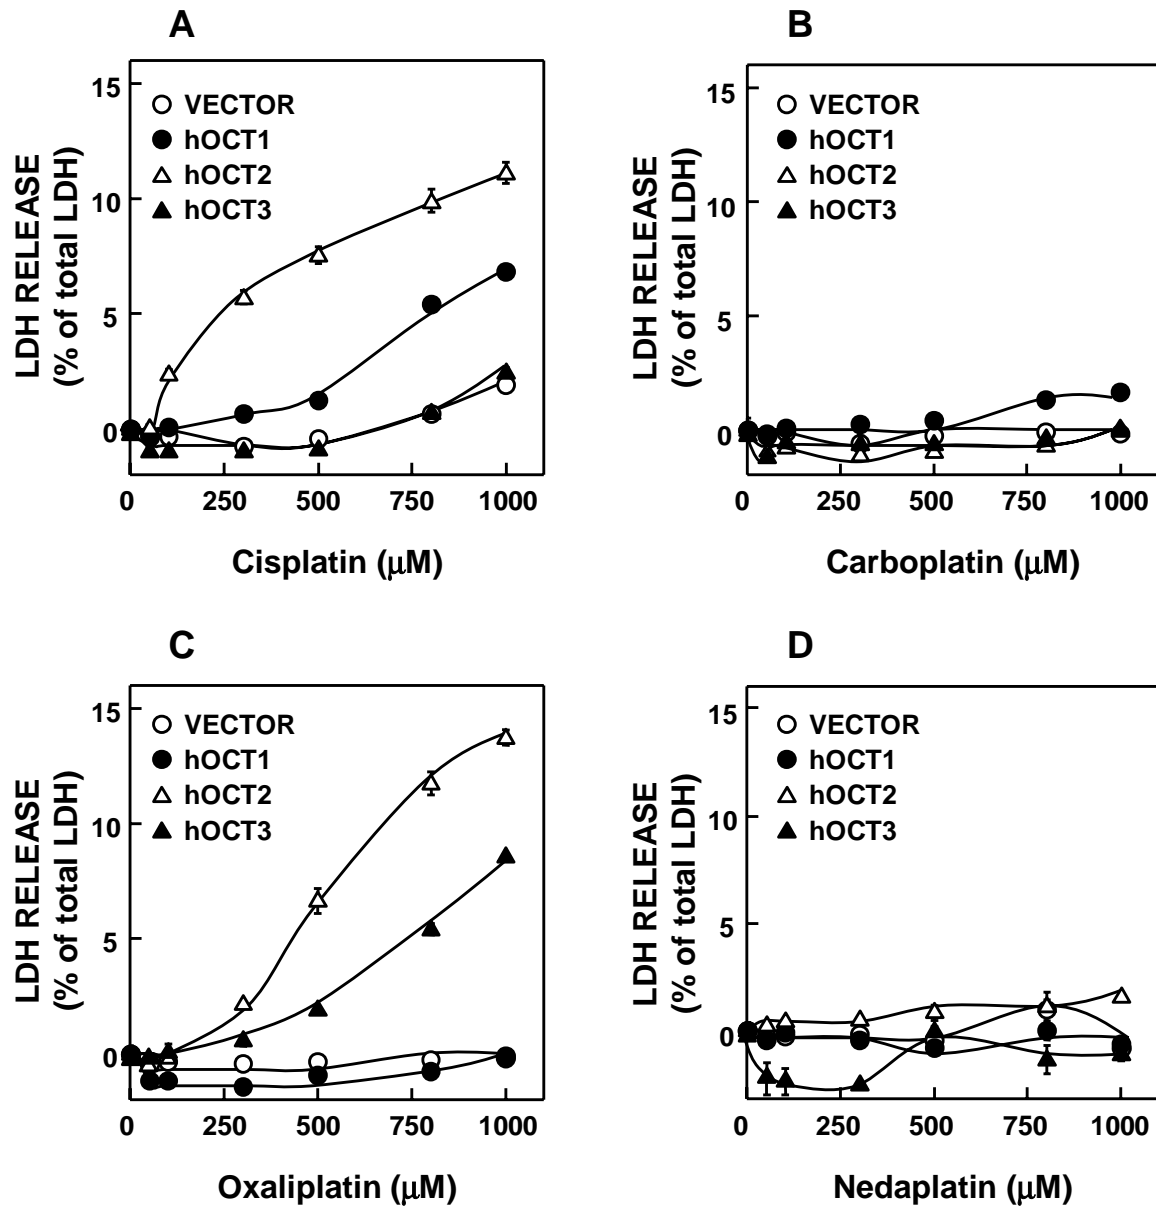 A
15
10
5
0
LDH RELEASE
(% of total LDH)
VECTOR
hOCT1
hOCT2
hOCT3
0 250 500 750 1000
Cisplatin (μM)
B
15
10
5
0
LDH RELEASE
(% of total LDH)
VECTOR
hOCT1
hOCT2
hOCT3
0 250 500 750 1000
Carboplatin (μM)
C
15
10
5
0
LDH RELEASE
(% of total LDH)
VECTOR
hOCT1
hOCT2
hOCT3
0 250 500 750 1000
Oxaliplatin (μM)
D
15
10
5
0
LDH RELEASE
(% of total LDH)
VECTOR
hOCT1
hOCT2
hOCT3
0 250 500 750 1000
Nedaplatin (μM)